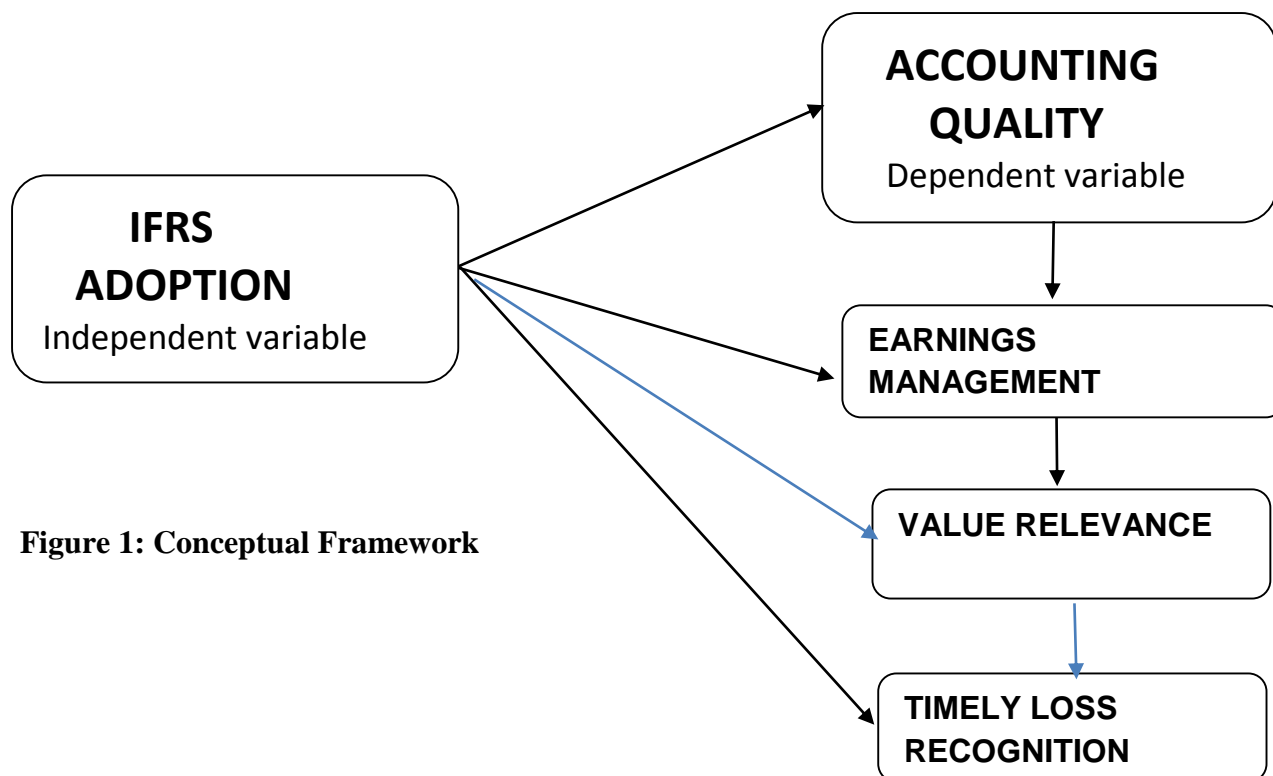 ACCOUNTING
QUALITY
Dependent variable
IFRS
ADOPTION
Independent variable
EARNINGS
MANAGEMENT
VALUE RELEVANCE
Figure 1: Conceptual Framework
TIMELY LOSS
RECOGNITION